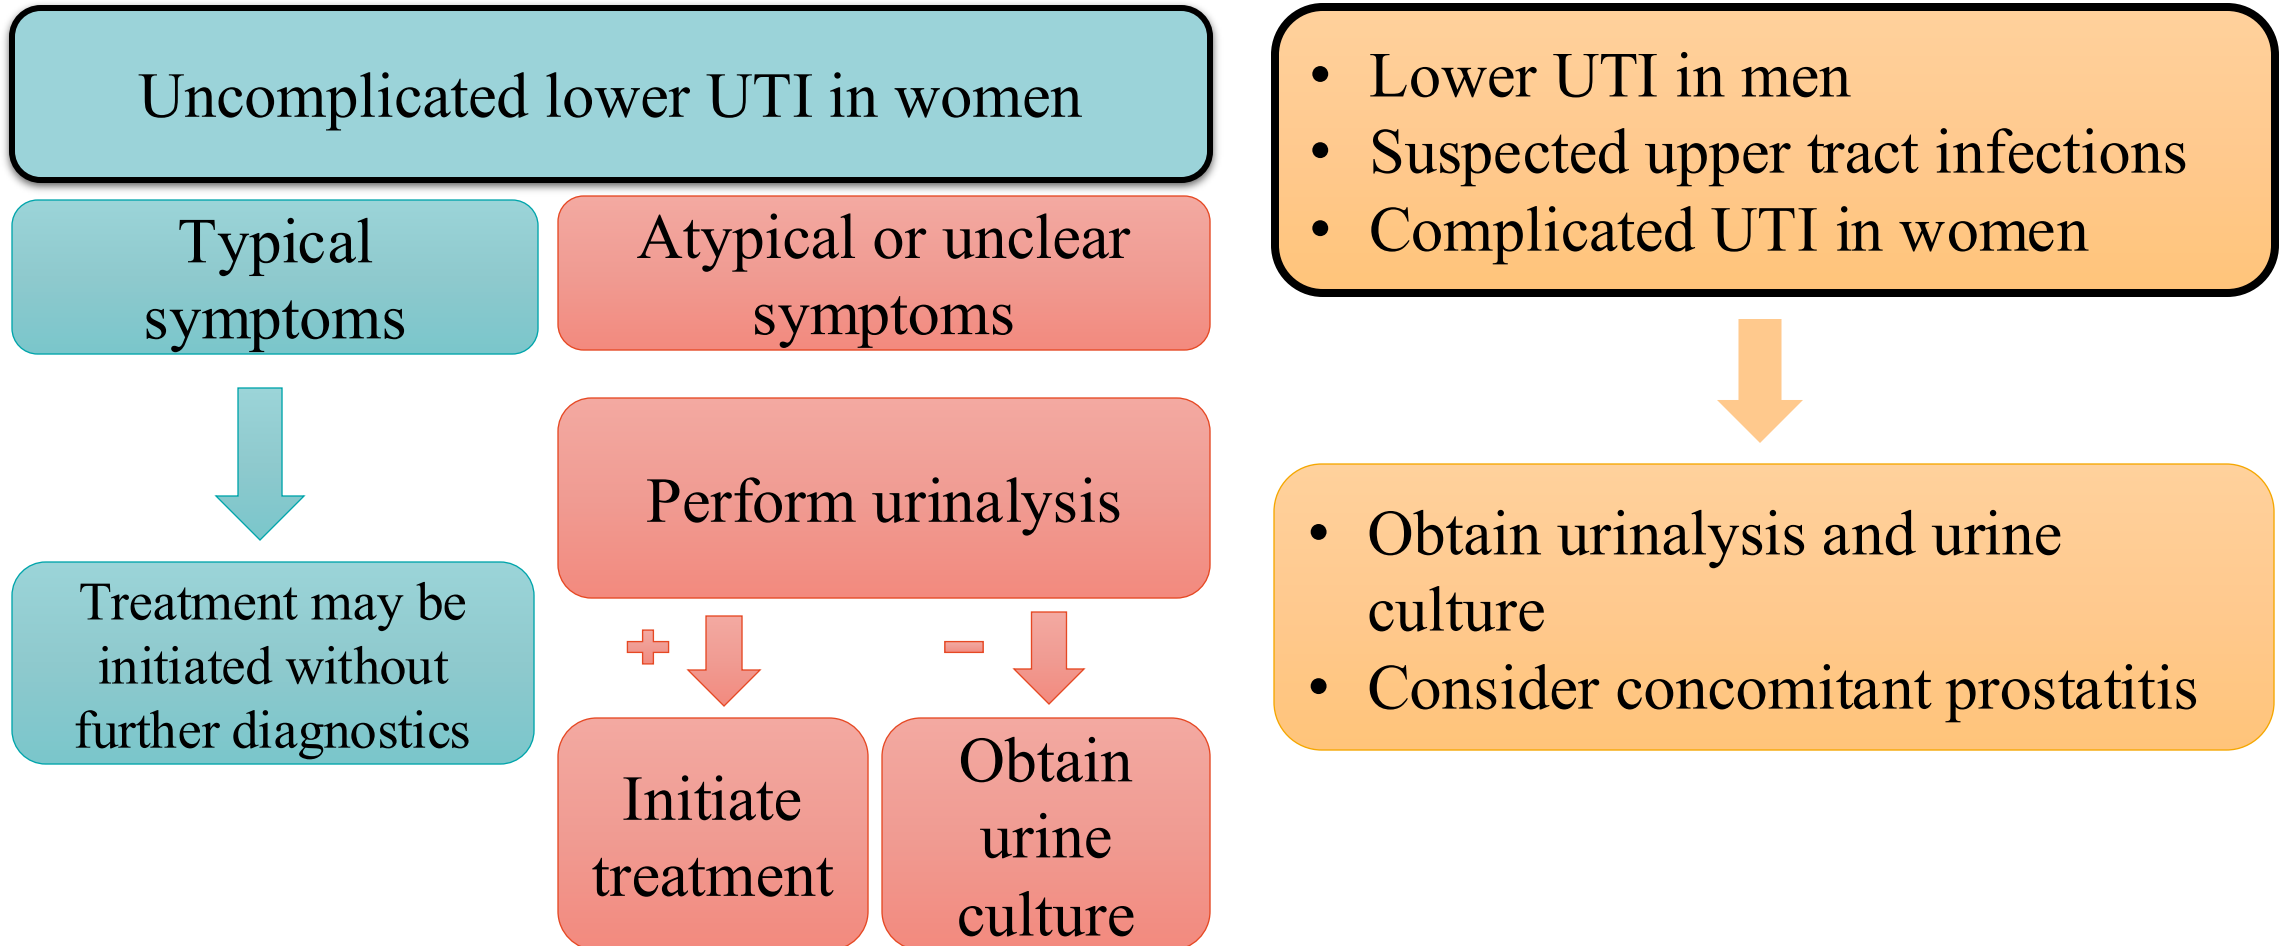 Uncomplicated lower UTI in women
Typical
symptoms
Atypical or unclear
symptoms
Treatment may be
initiated without
further diagnostics
Perform urinalysis
Initiate
treatment
Obtain
urine
culture
• Lower UTI in men
• Suspected upper tract infections
• Complicated UTI in women
• Obtain urinalysis and urine
culture
• Consider concomitant prostatitis